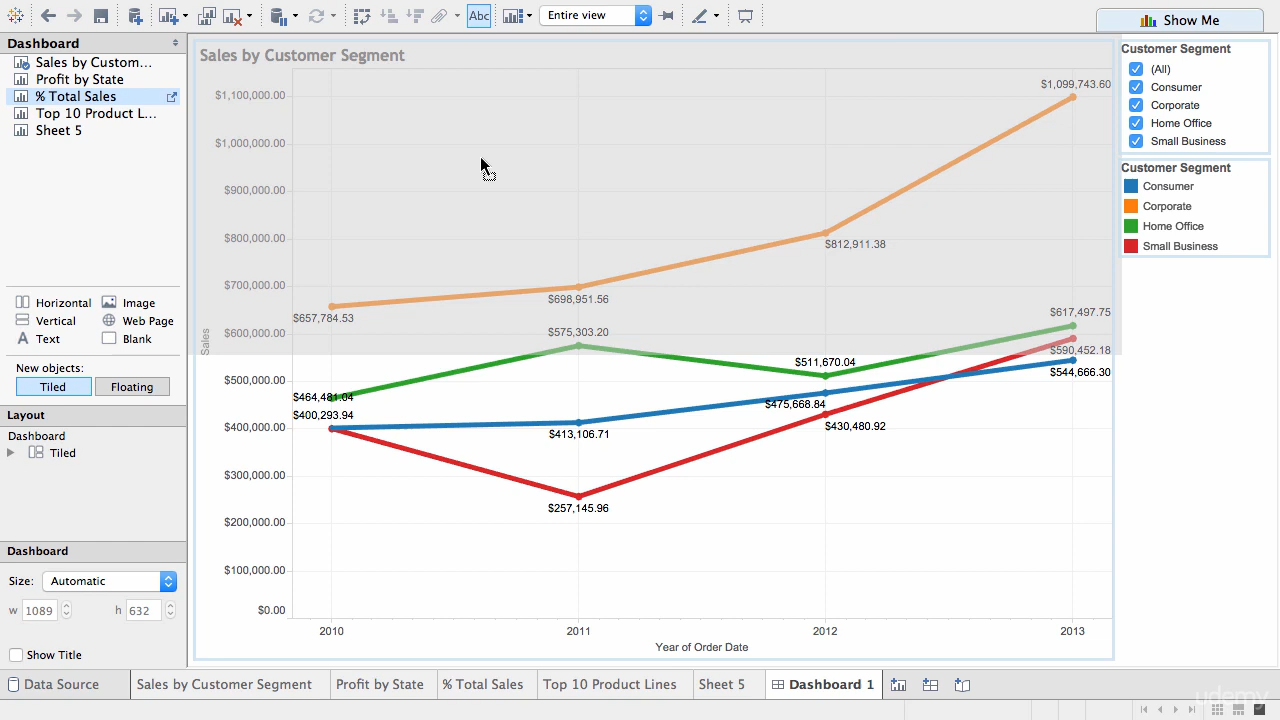 Abc
Entire view
Show Me
Dashboard
Sales by Custom...
Profit by State
% Total Sales
Top 10 Product L...
Sheet 5
Horizontal
Image
Vertical
Web Page
Text
Blank
New objects:
Tiled
Floating
Layout
Dashboard
Tiled
Dashboard
Size:
Automatic
w 1089
h 632
Show Title
Sales by Customer Segment
Sales
$1,100,000.00
$1,000,000.00
$900,000.00
$800,000.00
$700,000.00
$600,000.00
$500,000.00
$400,000.00
$300,000.00
$200,000.00
$100,000.00
$0.00
$1,099,743.60
$812,911.38
$698,951.56
$657,784.53
$617,497.75
$575,303.20
$590,452.18
$511,670.04
$544,666.30
$464,481.04
$475,668.84
$400,293.94
$430,480.92
$413,106.71
$257,145.96
2010
2011
2012
2013
Year of Order Date
Customer Segment
(All)
Consumer
Corporate
Home Office
Small Business
Customer Segment
Consumer
Corporate
Home Office
Small Business
Data Source
Sales by Customer Segment
Profit by State
% Total Sales
Top 10 Product Lines
Sheet 5
Dashboard 1
udemy